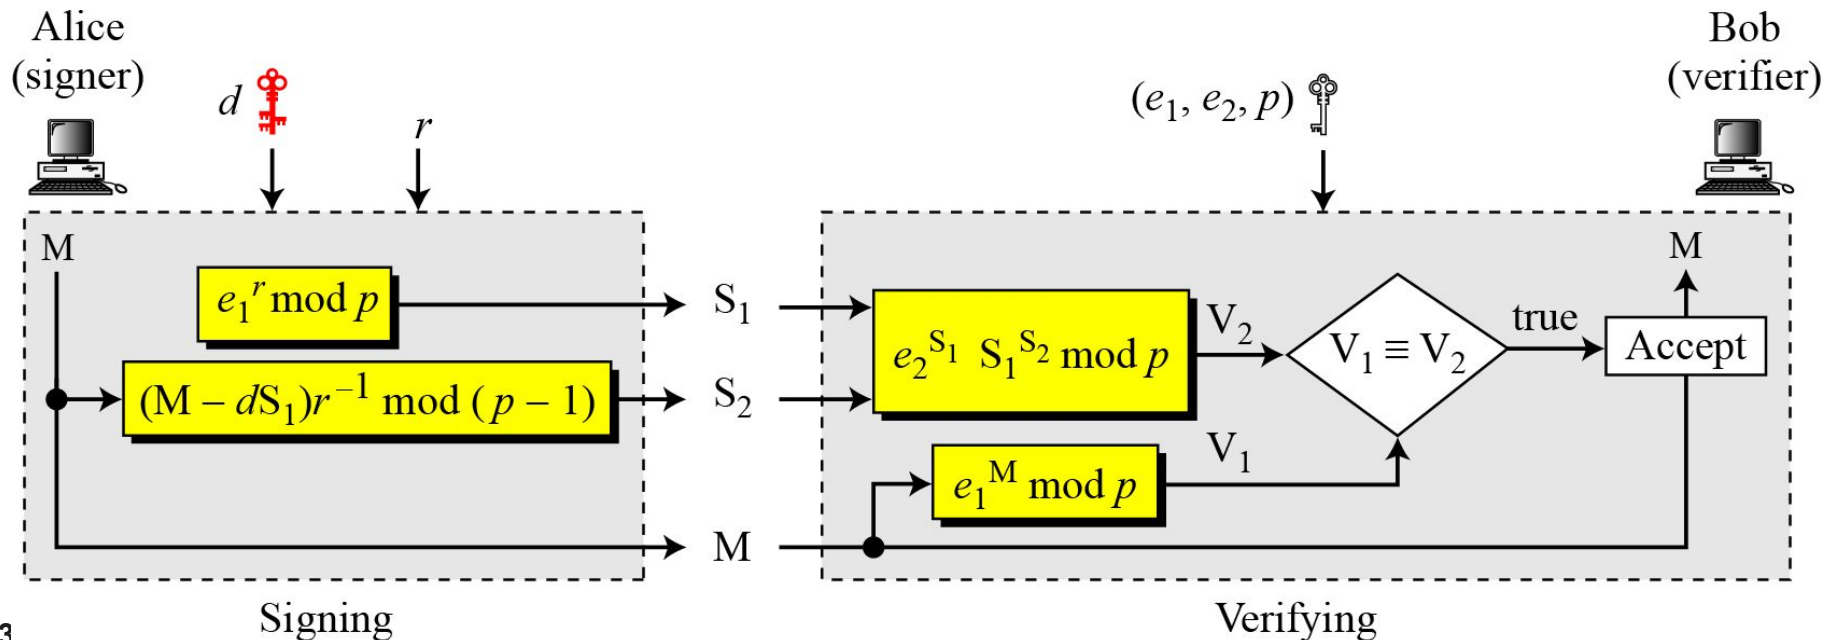 Alice
(signer)
d
r
M
e₁ʳ mod p
(M – dS₁)r⁻¹ mod (p – 1)
S₁
S₂
M
Signing
Bob
(verifier)
(e₁, e₂, p)
e₂^S₁ S₁^S₂ mod p
V₂
V₁ ≡ V₂
true
Accept
M
e₁^M mod p
V₁
Verifying
3